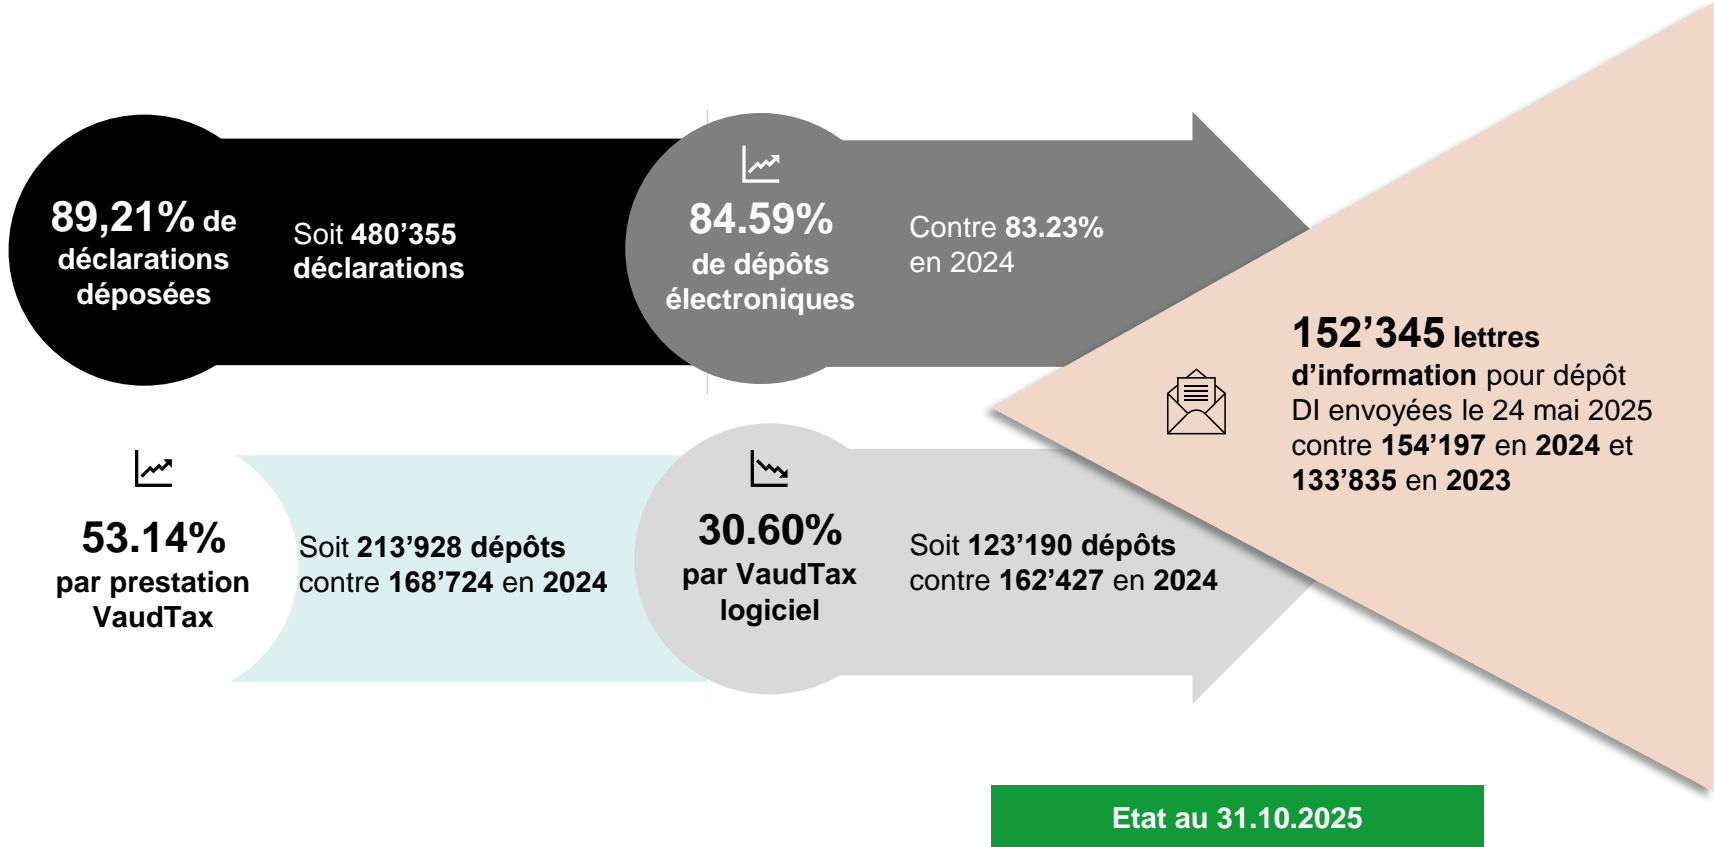 89,21% de
déclarations
déposées
Soit 480’355
déclarations
84.59%
de dépôts
électroniques
Contre 83.23%
en 2024
53.14%
par prestation
VaudTax
Soit 213’928 dépôts
contre 168’724 en 2024
30.60%
par VaudTax
logiciel
Soit 123’190 dépôts
contre 162’427 en 2024
152’345 lettres
d’information pour dépôt
DI envoyées le 24 mai 2025
contre 154’197 en 2024 et
133’835 en 2023
Etat au 31.10.2025